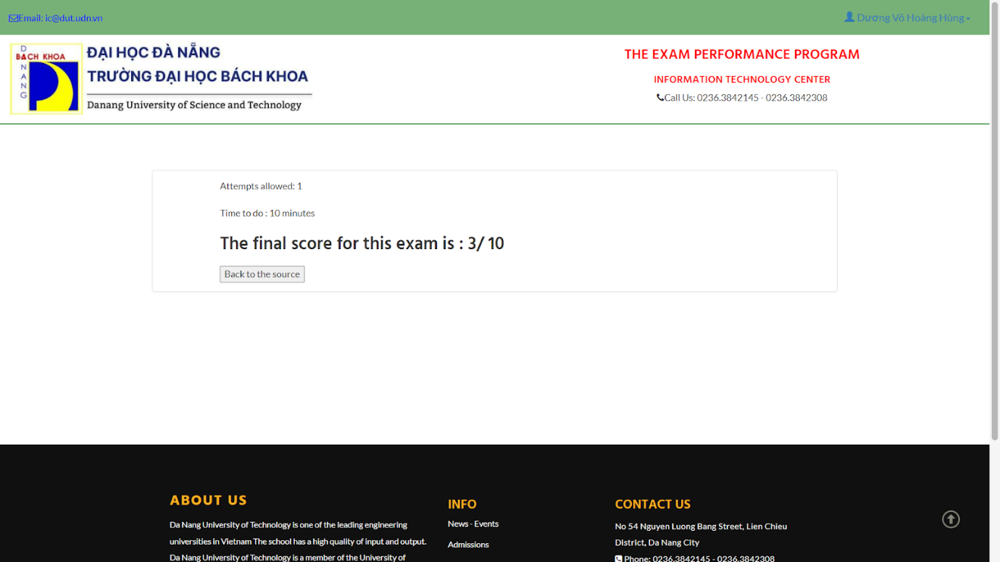 Email: ic@dut.udn.vn
Dương Võ Hoàng Hùng
DANANG
BÁCH KHOA
ĐẠI HỌC ĐÀ NẴNG
TRƯỜNG ĐẠI HỌC BÁCH KHOA
Danang University of Science and Technology
THE EXAM PERFORMANCE PROGRAM
INFORMATION TECHNOLOGY CENTER
Call Us: 0236.3842145 - 0236.3842308
Attempts allowed: 1
Time to do : 10 minutes
The final score for this exam is : 3/ 10
Back to the source
ABOUT US
Da Nang University of Technology is one of the leading engineering
universities in Vietnam The school has a high quality of input and output.
Da Nang University of Technology is a member of the University of
INFO
News - Events
Admissions
CONTACT US
No 54 Nguyen Luong Bang Street, Lien Chieu
District, Da Nang City
Phone: 0236.3842145 - 0236.3842308